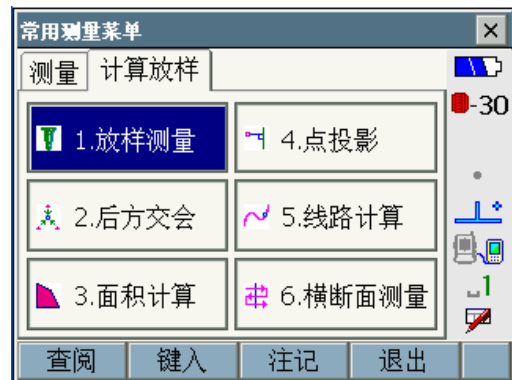 常用测量菜单
测量 计算放样
-30
1.放样测量 4.点投影
2.后方交会 5.线路计算
3.面积计算 6.横断面测量
1
查阅 键入 注记 退出